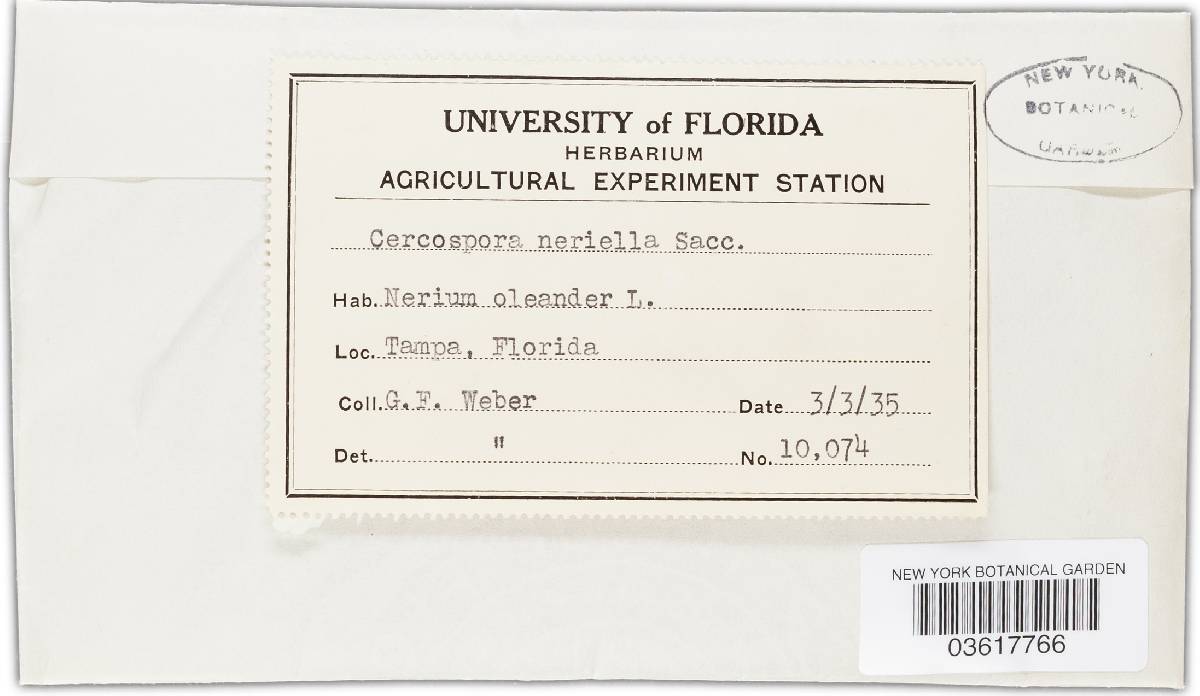 NEW YORK
BOTANICAL
UNIVERSITY of FLORIDA
HERBARIUM
AGRICULTURAL EXPERIMENT STATION
Cercospora neriella Sacc.
Hab. Nerium oleander L.
Loc. Tampa, Florida
Coll. G.F. Weber Date 3/3/35
Det. " No. 10,074
NEW YORK BOTANICAL GARDEN
03617766